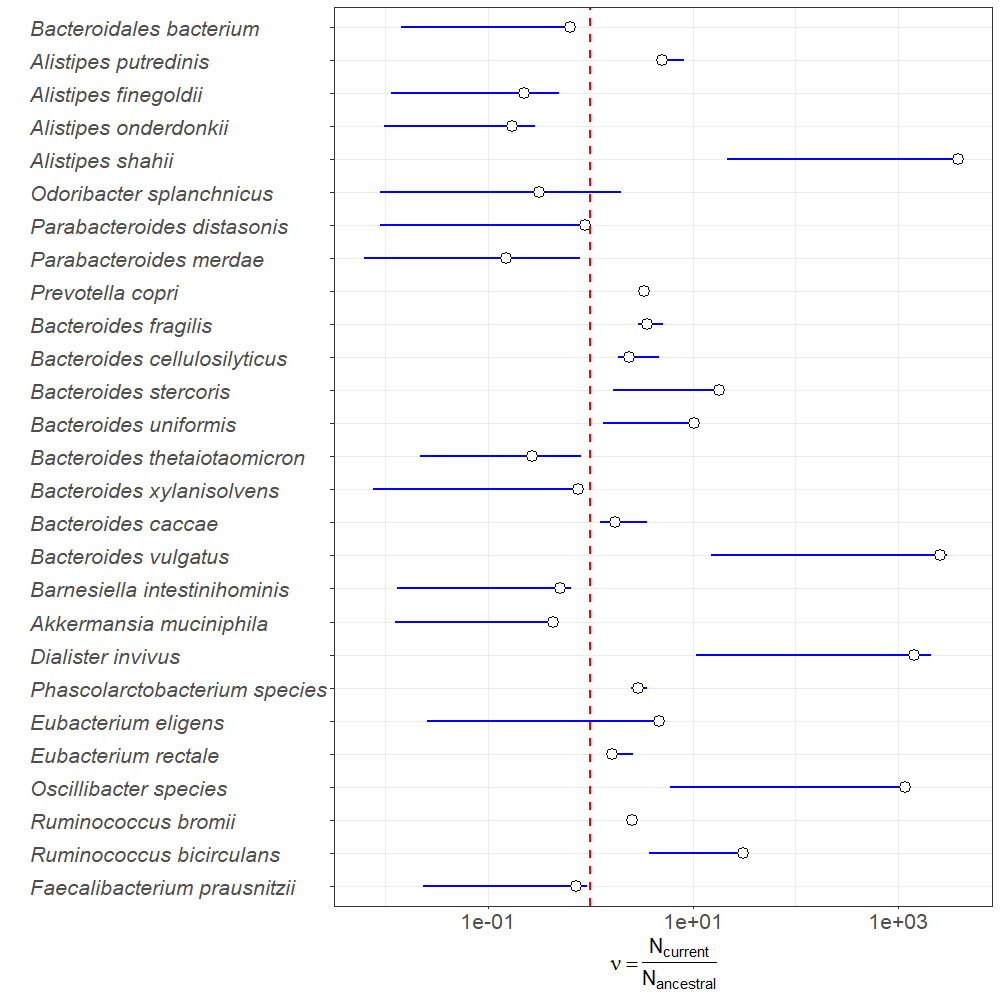 Bacteroidales bacterium
Alistipes putredinis
Alistipes finegoldii
Alistipes onderdonkii
Alistipes shahii
Odoribacter splanchnicus
Parabacteroides distasonis
Parabacteroides merdae
Prevotella copri
Bacteroides fragilis
Bacteroides cellulosilyticus
Bacteroides stercoris
Bacteroides uniformis
Bacteroides thetaiotaomicron
Bacteroides xylanisolvens
Bacteroides caccae
Bacteroides vulgatus
Barnesiella intestinihominis
Akkermansia muciniphila
Dialister invivus
Phascolarctobacterium species
Eubacterium eligens
Eubacterium rectale
Oscillibacter species
Ruminococcus bromii
Ruminococcus bicirculans
Faecalibacterium prausnitzii
1e-01 1e+01 1e+03
Ncurrent
ν =
Nancestral